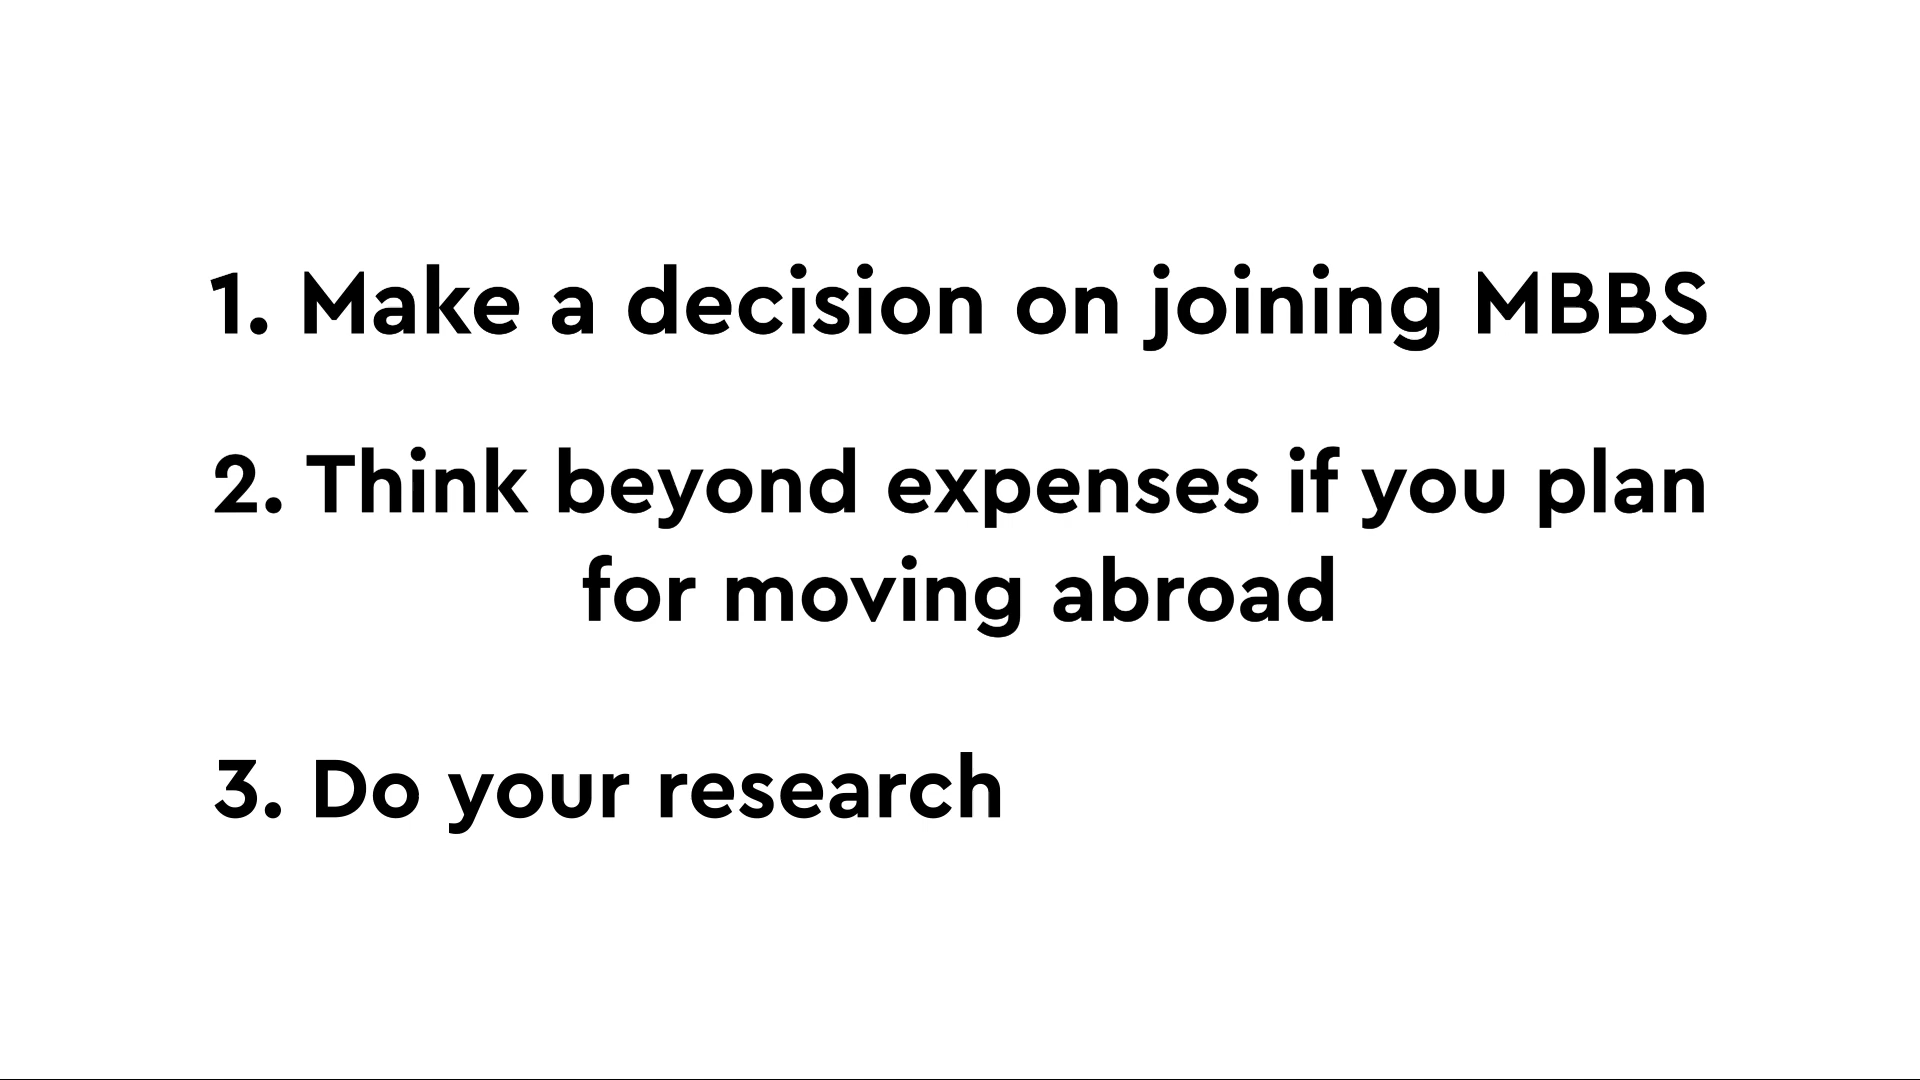 1. Make a decision on joining MBBS
2. Think beyond expenses if you plan
for moving abroad
3. Do your research